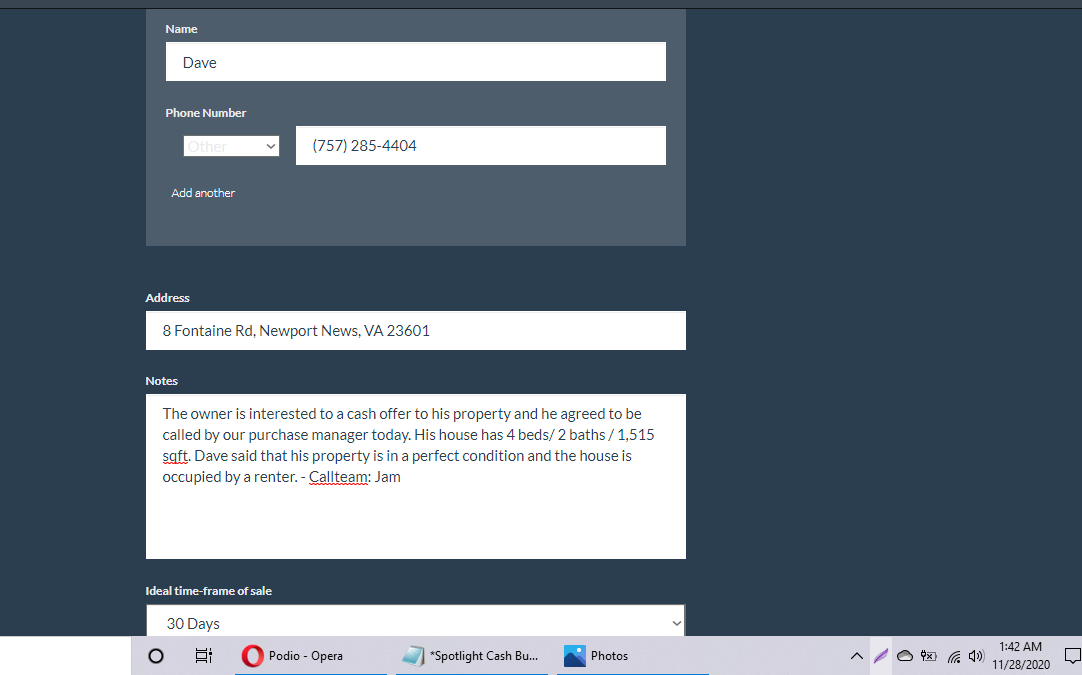 Name
Dave
Phone Number
Other
(757) 285-4404
Add another
Address
8 Fontaine Rd, Newport News, VA 23601
Notes
The owner is interested to a cash offer to his property and he agreed to be
called by our purchase manager today. His house has 4 beds/ 2 baths / 1,515
sqft. Dave said that his property is in a perfect condition and the house is
occupied by a renter. - Callteam: Jam
Ideal time-frame of sale
30 Days
Podio - Opera
*Spotlight Cash Bu...
Photos
1:42 AM
11/28/2020